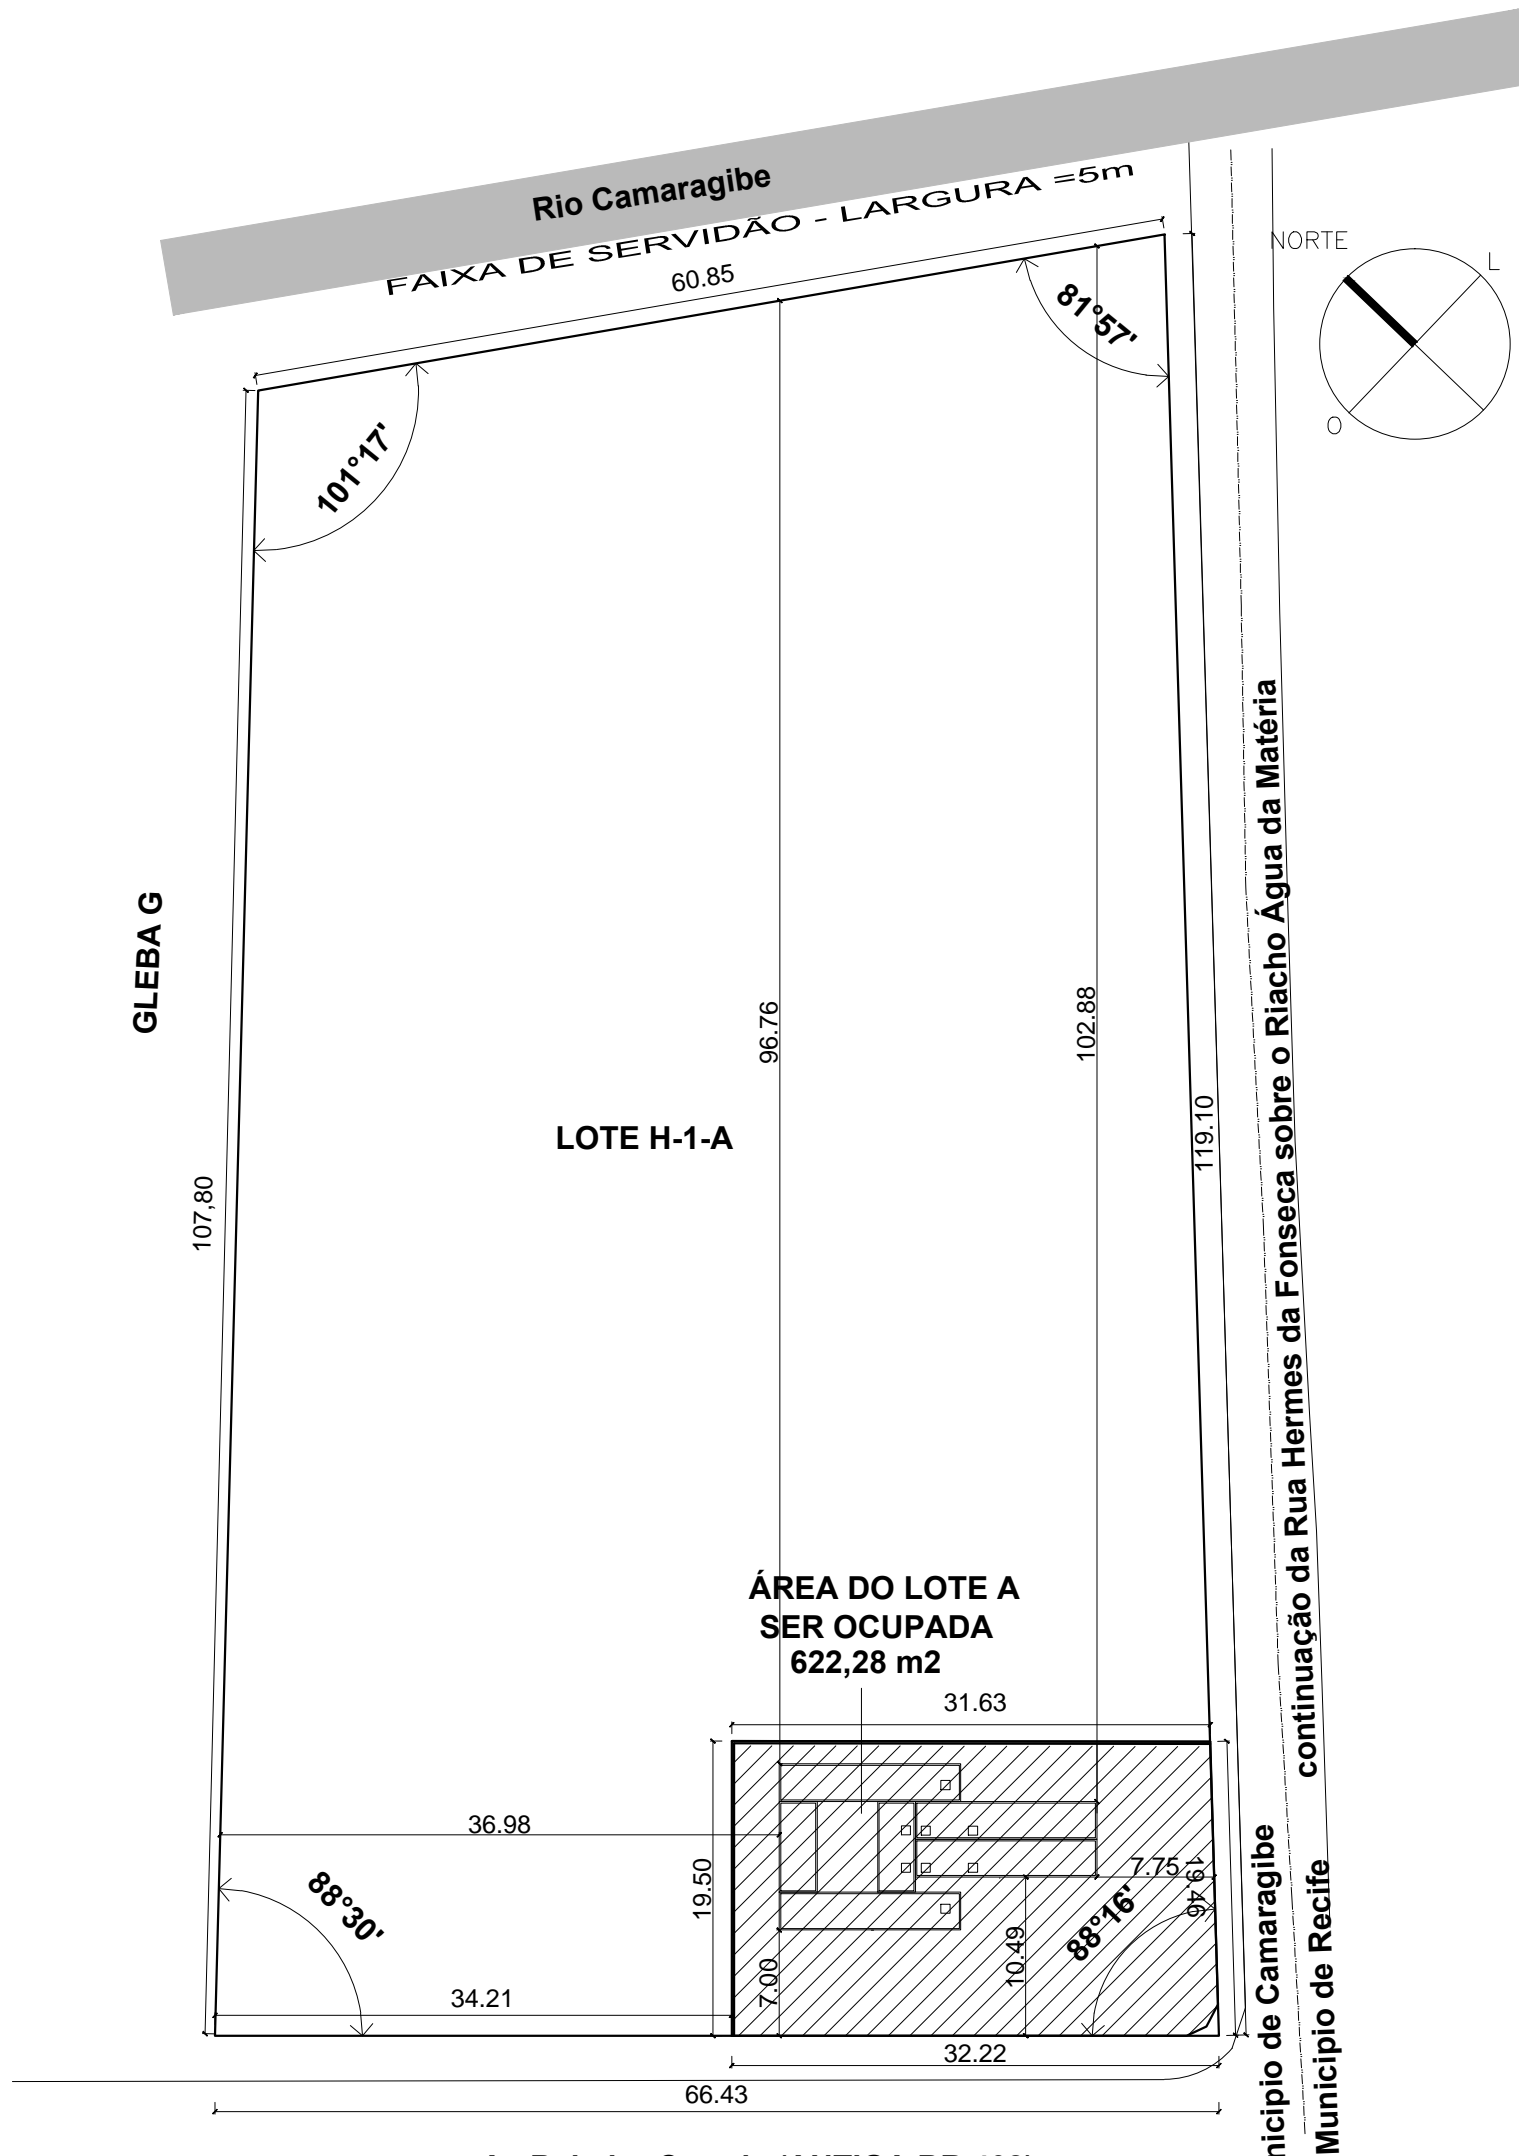 Rio Camaragibe
FAIXA DE SERVIDÃO - LARGURA =5m
60.85
NORTE
L
O
81°57'
101°17'
GLEBA G
96.76
102.88
LOTE H-1-A
119.10
107,80
continuação da Rua Hermes da Fonseca sobre o Riacho Água da Matéria
ÁREA DO LOTE A
SER OCUPADA
622,28 m2
31.63
36.98
19.50
7.75
19.46
88°30'
88°16'
10.49
7.00
34.21
32.22
66.43
nicipio de Camaragibe
Municipio de Recife